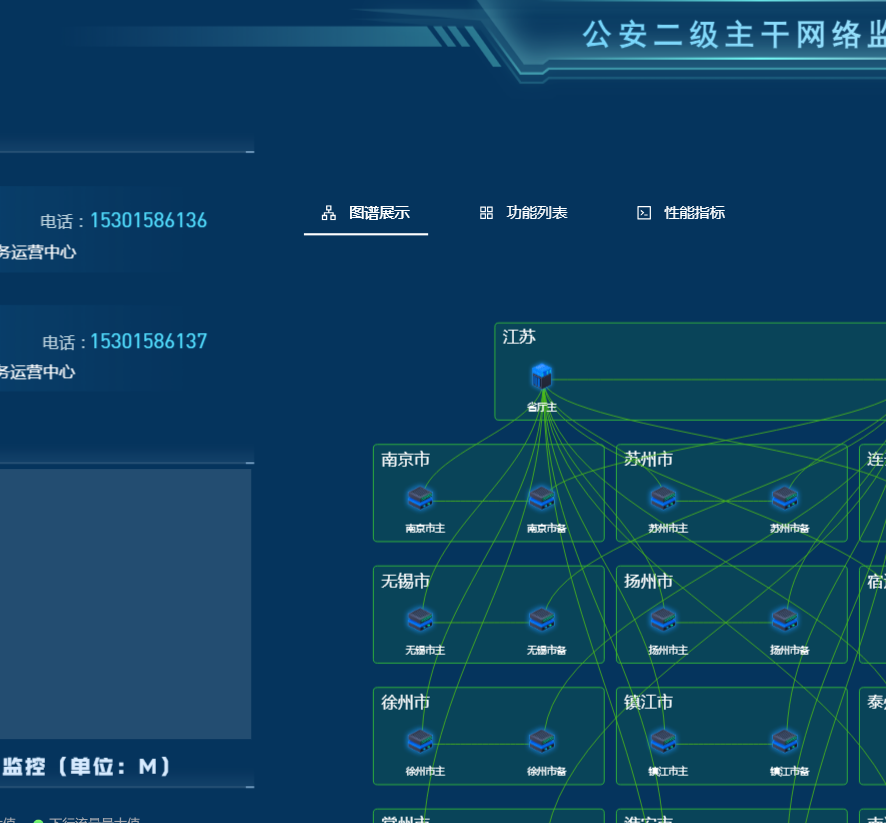 公安二级主干网络监
电话：15301586136
务运营中心
电话：15301586137
务运营中心
监控（单位：M）
下行流量最大值
图谱展示
功能列表
性能指标
江苏
省厅主
南京市
南京市主
南京市备
苏州市
苏州市主
苏州市备
连
无锡市
无锡市主
无锡市备
扬州市
扬州市主
扬州市备
宿
徐州市
徐州市主
徐州市备
镇江市
镇江市主
镇江市备
泰
常州市
淮安市